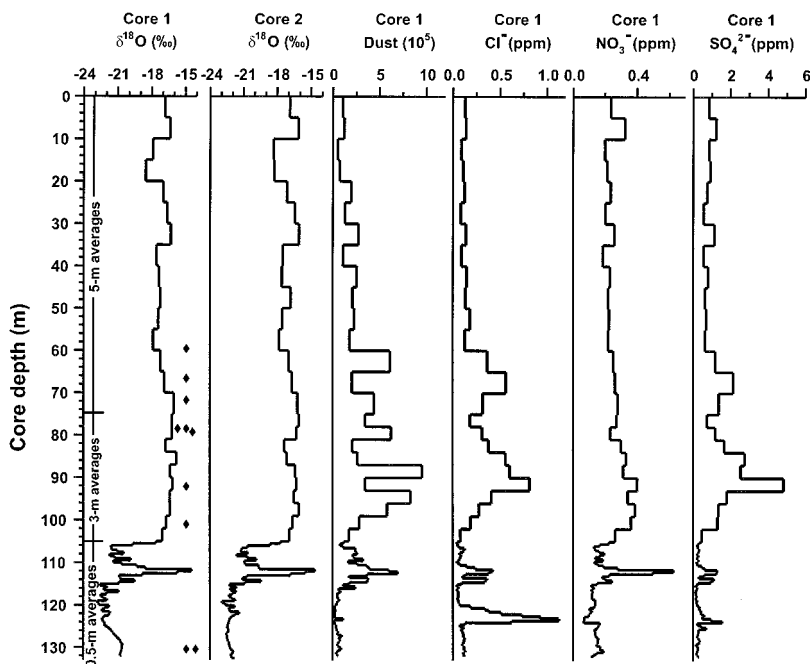 Core 1 Core 2 Core 1 Core 1 Core 1 Core 1
δ¹⁸O (‰) δ¹⁸O (‰) Dust (10⁵) Cl⁻(ppm) NO₃⁻(ppm) SO₄²⁻(ppm)
-24 -21 -18 -15 -24 -21 -18 -15 0 5 10 0.0 0.5 1.0 0.0 0.4 0 2 4 6
0
10
20
30
40
50
60
70
80
90
100
110
120
130
Core depth (m)
5-m averages
3-m averages
0.5-m averages